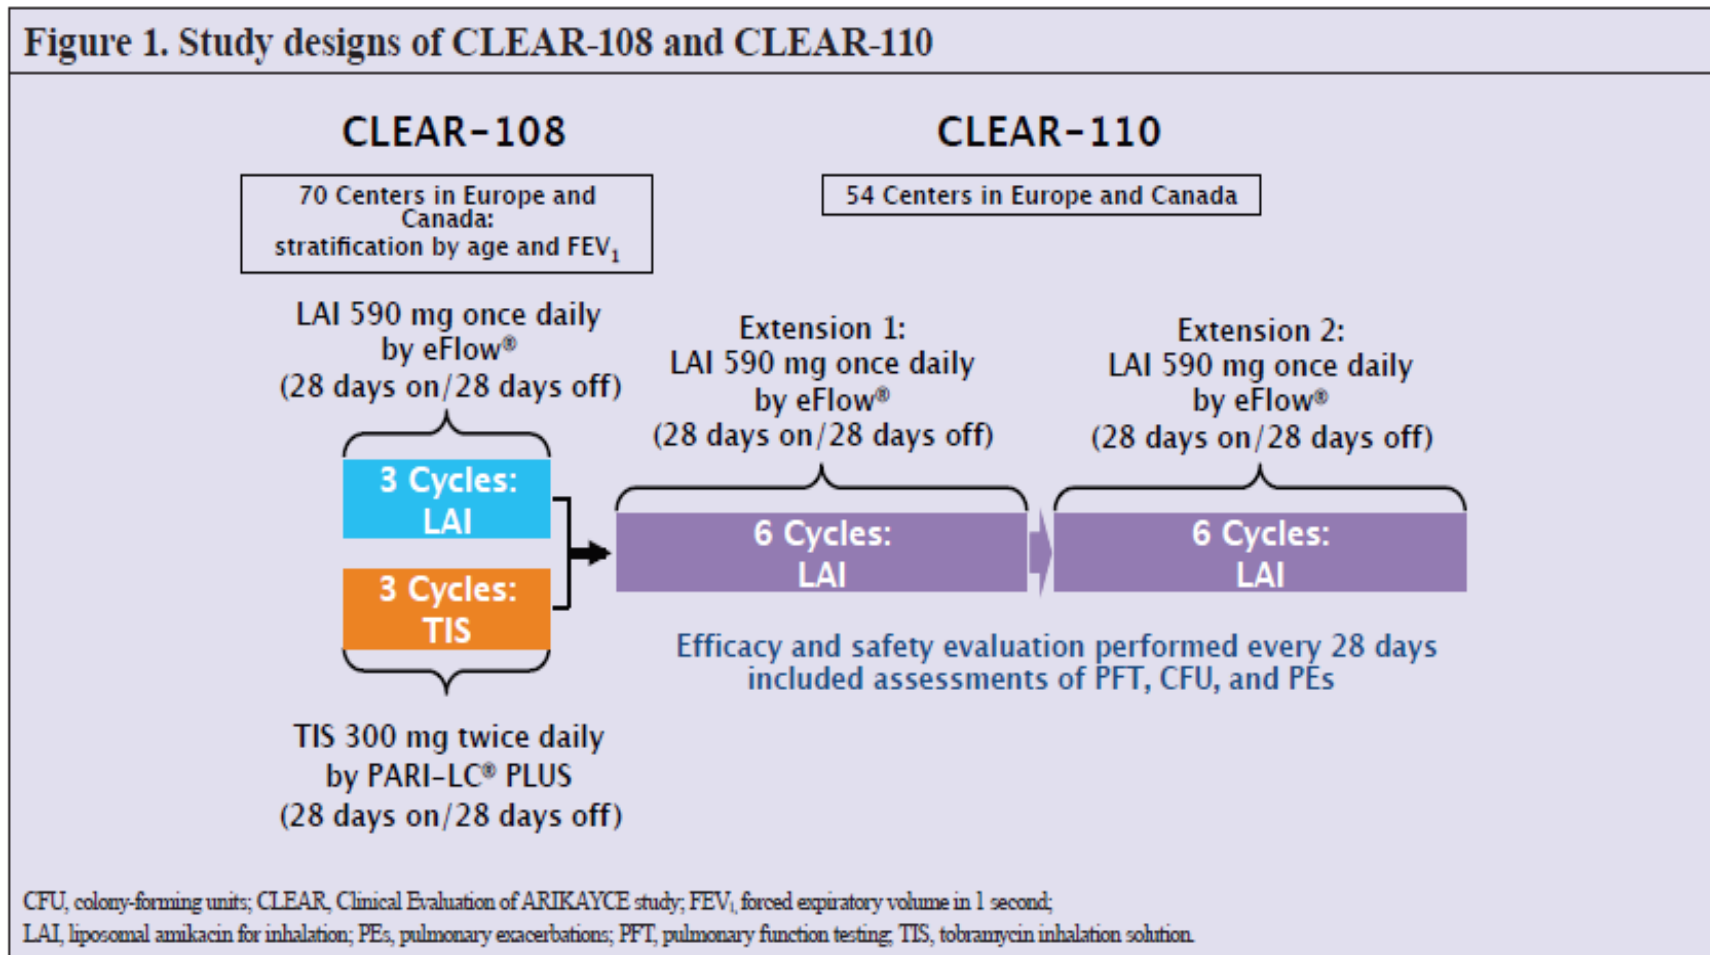 Figure 1. Study designs of CLEAR-108 and CLEAR-110
CLEAR-108
70 Centers in Europe and
Canada:
stratification by age and FEV₁
LAI 590 mg once daily
by eFlow®
(28 days on/28 days off)
3 Cycles:
LAI
3 Cycles:
TIS
TIS 300 mg twice daily
by PARI-LC® PLUS
(28 days on/28 days off)
CLEAR-110
54 Centers in Europe and Canada
Extension 1:
LAI 590 mg once daily
by eFlow®
(28 days on/28 days off)
6 Cycles:
LAI
Extension 2:
LAI 590 mg once daily
by eFlow®
(28 days on/28 days off)
6 Cycles:
LAI
Efficacy and safety evaluation performed every 28 days
included assessments of PFT, CFU, and PEs
CFU, colony-forming units; CLEAR, Clinical Evaluation of ARIKAYCE study; FEV₁, forced expiratory volume in 1 second;
LAI, liposomal amikacin for inhalation; PEs, pulmonary exacerbations; PFT, pulmonary function testing; TIS, tobramycin inhalation solution.